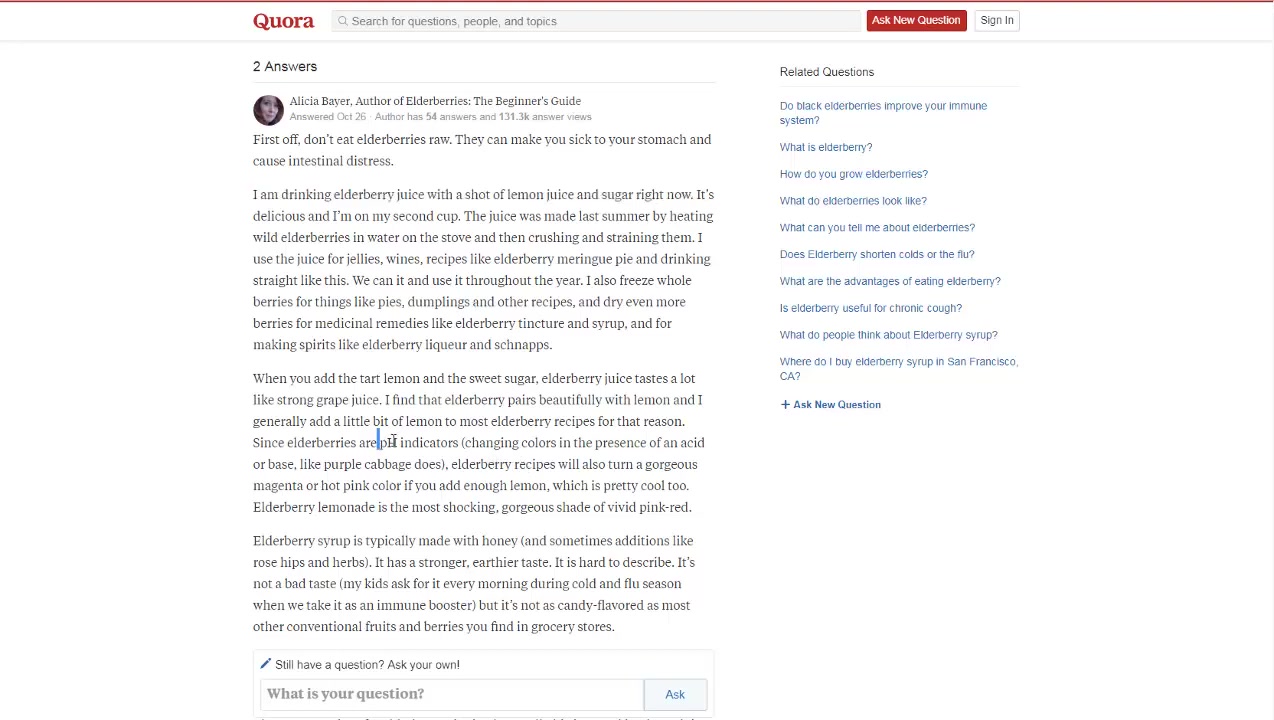 Quora
Search for questions, people, and topics
Ask New Question
Sign In
2 Answers
Alicia Bayer, Author of Elderberries: The Beginner's Guide
Answered Oct 26 · Author has 54 answers and 131.3k answer views
First off, don’t eat elderberries raw. They can make you sick to your stomach and
cause intestinal distress.
I am drinking elderberry juice with a shot of lemon juice and sugar right now. It’s
delicious and I’m on my second cup. The juice was made last summer by heating
wild elderberries in water on the stove and then crushing and straining them. I
use the juice for jellies, wines, recipes like elderberry meringue pie and drinking
straight like this. We can it and use it throughout the year. I also freeze whole
berries for things like pies, dumplings and other recipes, and dry even more
berries for medicinal remedies like elderberry tincture and syrup, and for
making spirits like elderberry liqueur and schnapps.
When you add the tart lemon and the sweet sugar, elderberry juice tastes a lot
like strong grape juice. I find that elderberry pairs beautifully with lemon and I
generally add a little bit of lemon to most elderberry recipes for that reason.
Since elderberries are pH indicators (changing colors in the presence of an acid
or base, like purple cabbage does), elderberry recipes will also turn a gorgeous
magenta or hot pink color if you add enough lemon, which is pretty cool too.
Elderberry lemonade is the most shocking, gorgeous shade of vivid pink-red.
Elderberry syrup is typically made with honey (and sometimes additions like
rose hips and herbs). It has a stronger, earthier taste. It is hard to describe. It’s
not a bad taste (my kids ask for it every morning during cold and flu season
when we take it as an immune booster) but it’s not as candy-flavored as most
other conventional fruits and berries you find in grocery stores.
Still have a question? Ask your own!
What is your question?
Ask
Related Questions
Do black elderberries improve your immune
system?
What is elderberry?
How do you grow elderberries?
What do elderberries look like?
What can you tell me about elderberries?
Does Elderberry shorten colds or the flu?
What are the advantages of eating elderberry?
Is elderberry useful for chronic cough?
What do people think about Elderberry syrup?
Where do I buy elderberry syrup in San Francisco,
CA?
+ Ask New Question